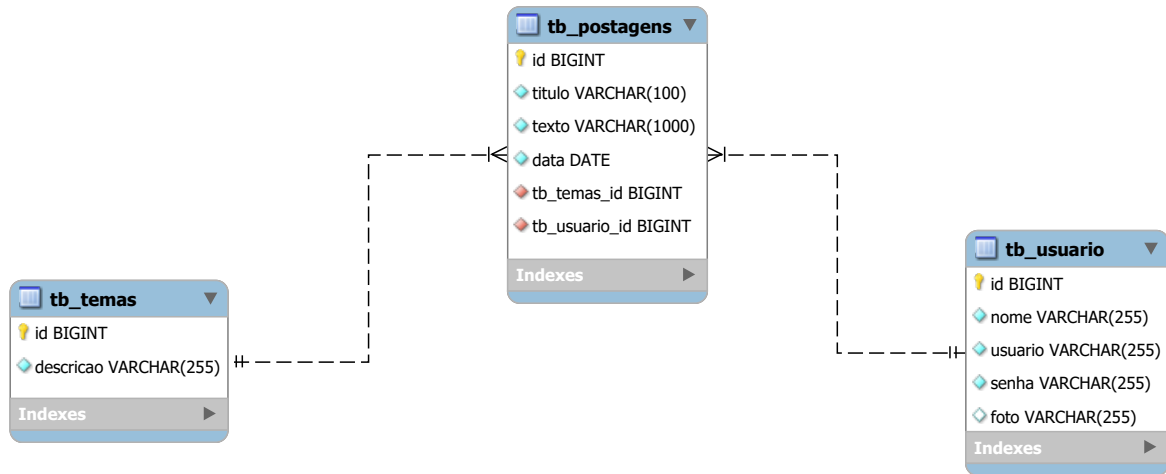 tb_postagens
id BIGINT
titulo VARCHAR(100)
texto VARCHAR(1000)
data DATE
tb_temas_id BIGINT
tb_usuario_id BIGINT
Indexes
tb_temas
id BIGINT
descricao VARCHAR(255)
Indexes
tb_usuario
id BIGINT
nome VARCHAR(255)
usuario VARCHAR(255)
senha VARCHAR(255)
foto VARCHAR(255)
Indexes